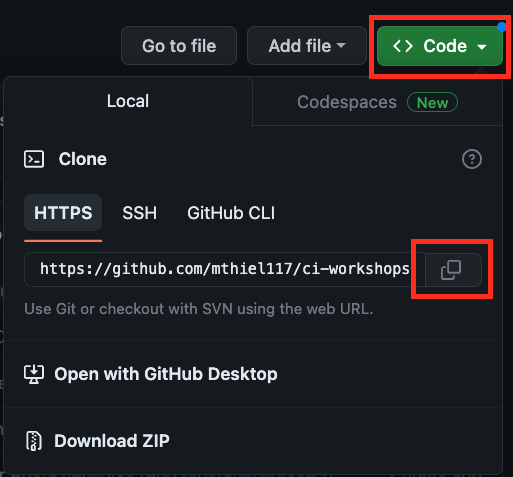 Go to file
Add file
Code
Local
Codespaces
New
Clone
HTTPS
SSH
GitHub CLI
https://github.com/mthiel117/ci-workshops
Use Git or checkout with SVN using the web URL.
Open with GitHub Desktop
Download ZIP